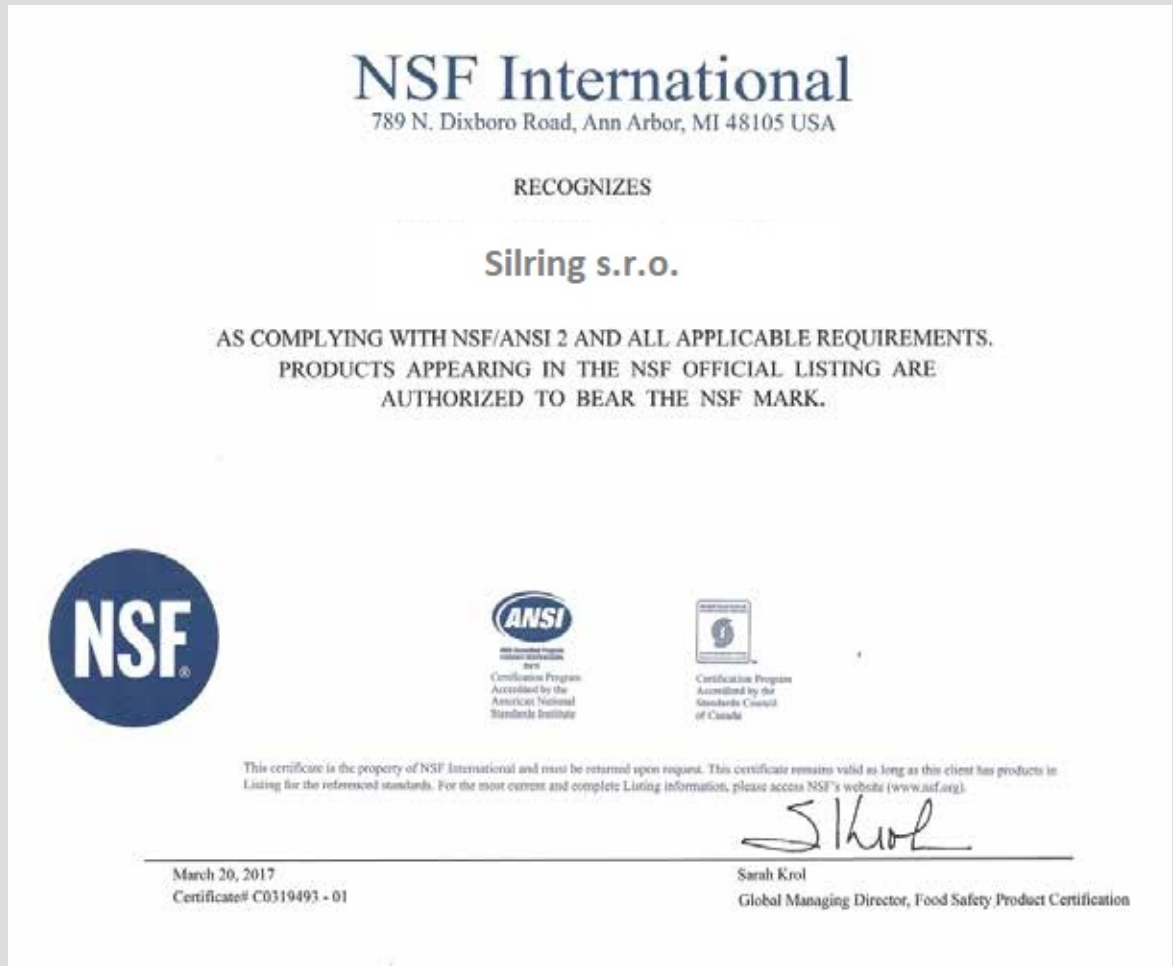 NSF International
789 N. Dixboro Road, Ann Arbor, MI 48105 USA
RECOGNIZES
Silring s.r.o.
AS COMPLYING WITH NSF/ANSI 2 AND ALL APPLICABLE REQUIREMENTS.
PRODUCTS APPEARING IN THE NSF OFFICIAL LISTING ARE
AUTHORIZED TO BEAR THE NSF MARK.
NSF®
ANSI
Certification Program
Accredited by the
American National
Standards Institute
Certification Program
Accredited by the
Standards Council
of Canada
This certificate is the property of NSF International and must be returned upon request. This certificate remains valid as long as this client has products in
Listing for the referenced standards. For the most current and complete Listing information, please access NSF's website (www.nsf.org).
S Krol
March 20, 2017
Certificate# C0319493 - 01
Sarah Krol
Global Managing Director, Food Safety Product Certification